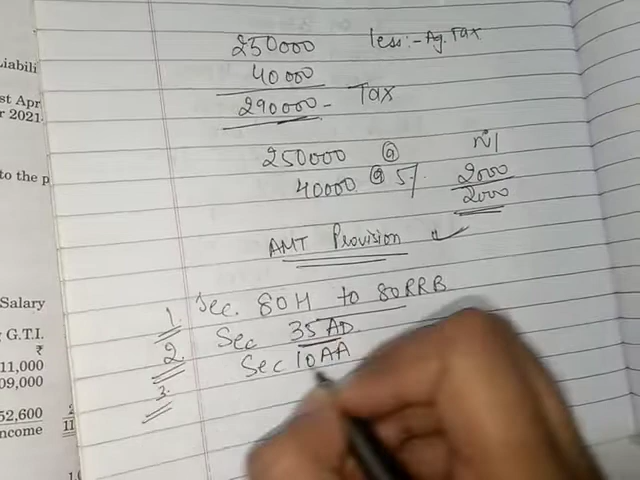 Liabili
st Apr
r 2021.
to the p
Salary
G.T.I.
₹
11,000
09,000
52,600
income
250000 less:- Ag. Tax
40000
290000 - Tax
250000 @ Nil
40000 @ 5%. 2000
2000
AMT Provision ✓
1. Sec. 80H to 80RRB
2. Sec 35AD
3. Sec 10AA